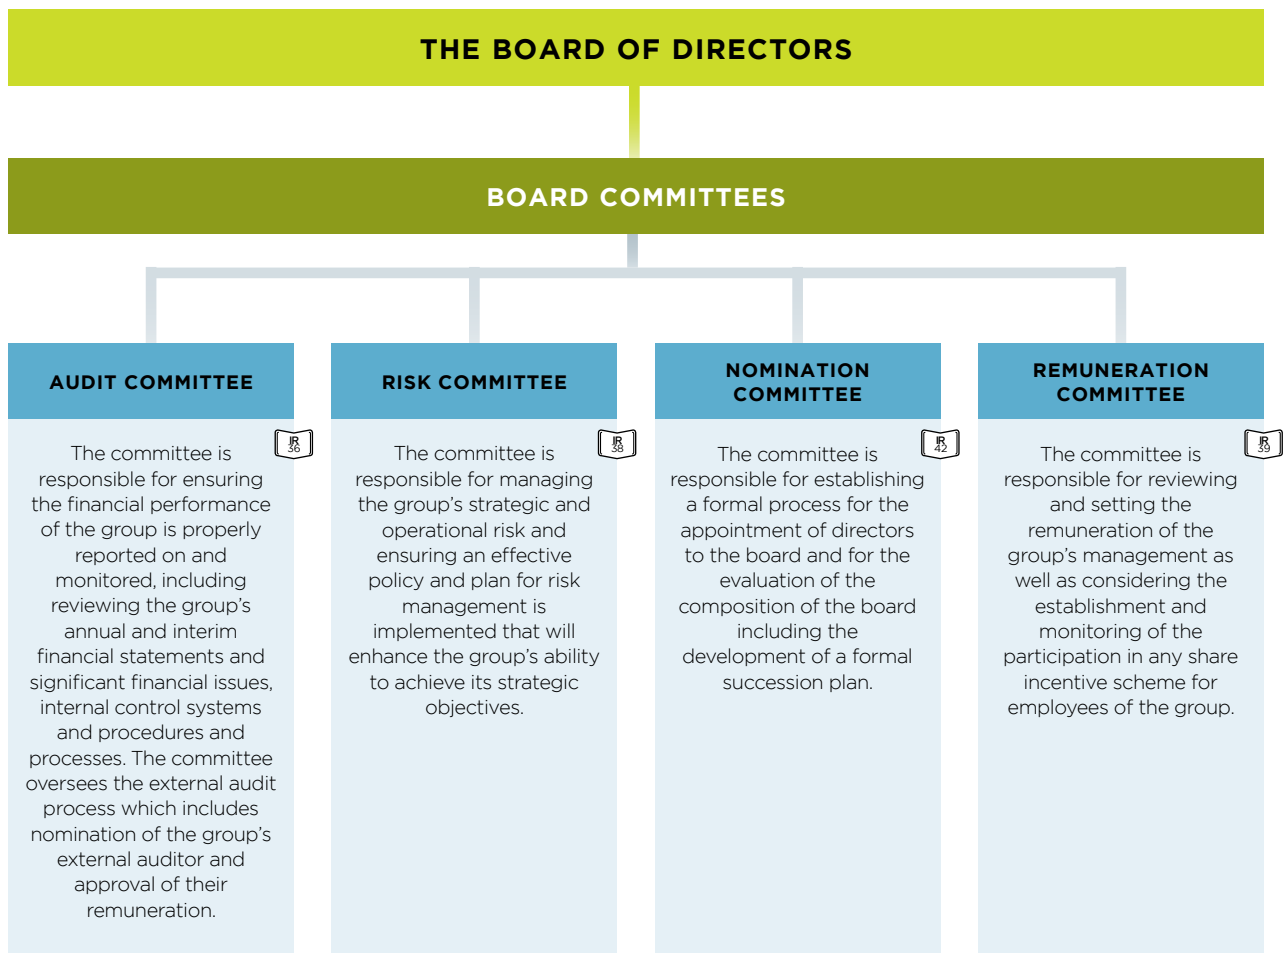 THE BOARD OF DIRECTORS
BOARD COMMITTEES
AUDIT COMMITTEE
IR
36
The committee is
responsible for ensuring
the financial performance
of the group is properly
reported on and
monitored, including
reviewing the group’s
annual and interim
financial statements and
significant financial issues,
internal control systems
and procedures and
processes. The committee
oversees the external audit
process which includes
nomination of the group’s
external auditor and
approval of their
remuneration.
RISK COMMITTEE
IR
38
The committee is
responsible for managing
the group’s strategic and
operational risk and
ensuring an effective
policy and plan for risk
management is
implemented that will
enhance the group’s ability
to achieve its strategic
objectives.
NOMINATION
COMMITTEE
IR
42
The committee is
responsible for establishing
a formal process for the
appointment of directors
to the board and for the
evaluation of the
composition of the board
including the
development of a formal
succession plan.
REMUNERATION
COMMITTEE
IR
39
The committee is
responsible for reviewing
and setting the
remuneration of the
group’s management as
well as considering the
establishment and
monitoring of the
participation in any share
incentive scheme for
employees of the group.